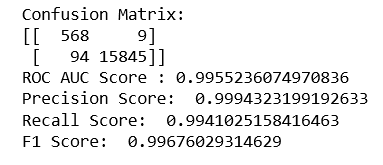 Confusion Matrix:
[[  568     9]
 [   94 15845]]
ROC AUC Score : 0.9955236074970836
Precision Score:  0.9994323199192633
Recall Score:  0.9941025158416463
F1 Score:  0.99676029314629